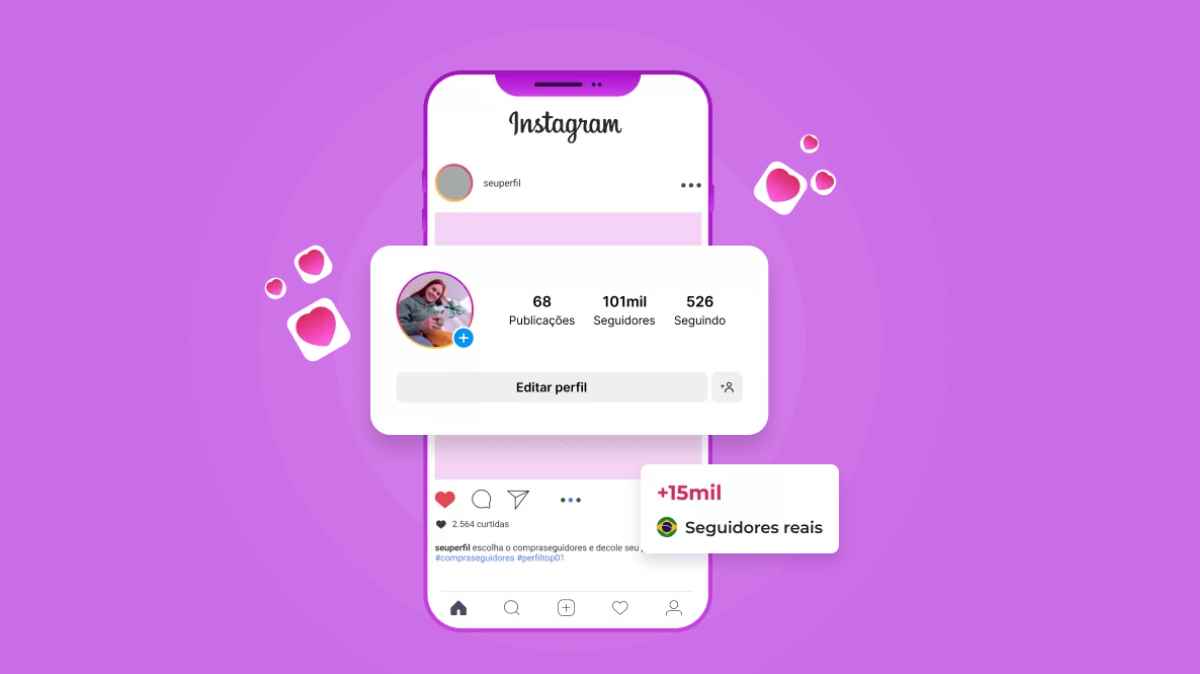 Instagram
seuperfil
68 101mil 526
Publicações Seguidores Seguindo
Editar perfil
+15mil
Seguidores reais
2.564 curtidas
seuperfil escolha o compraseguidores e decole seu
#compraseguidores #perfiltop01